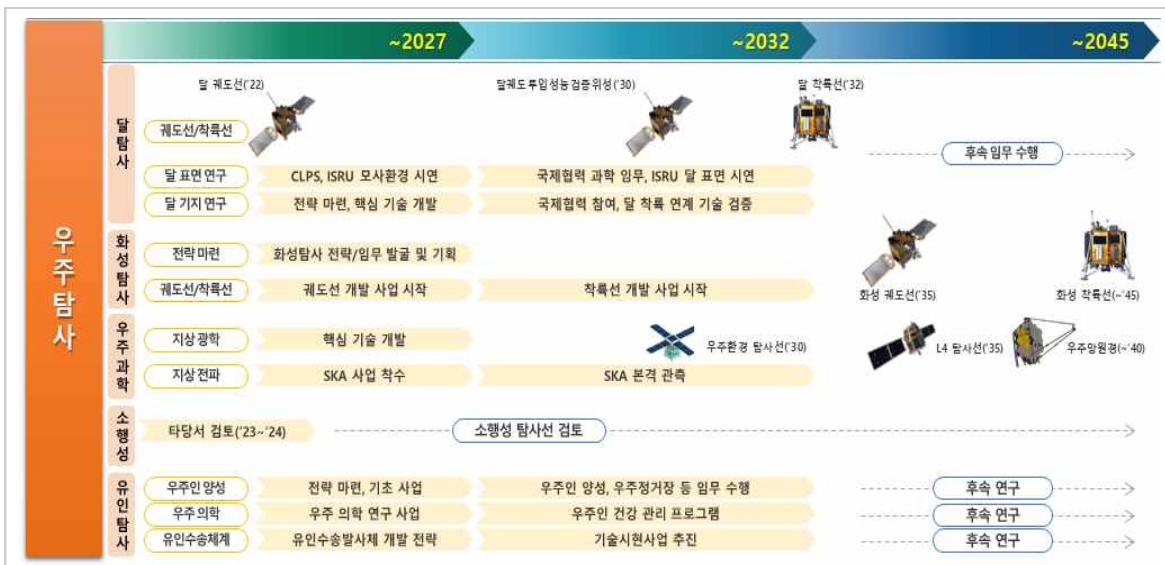 ~2027 ~2032 ~2045
우주탐사
달탐사
달 궤도선('22) 달궤도투입성능검증위성('30) 달 착륙선('32)
궤도선/착륙선
후속 임무 수행
달 표면 연구 CLPS, ISRU 모사환경 시연 국제협력 과학 임무, ISRU 달 표면 시연
달 기지 연구 전략 마련, 핵심 기술 개발 국제협력 참여, 달 착륙 연계 기술 검증
화성탐사
전략 마련 화성탐사 전략/임무 발굴 및 기획
궤도선/착륙선 궤도선 개발 사업 시작 착륙선 개발 사업 시작 화성 궤도선('35) 화성 착륙선(~'45)
우주과학
지상 광학 핵심 기술 개발 우주환경 탐사선('30) L4 탐사선('35) 우주망원경(~'40)
지상 전파 SKA 사업 착수 SKA 본격 관측
소행성
타당서 검토('23~'24) 소행성 탐사선 검토
유인탐사
우주인 양성 전략 마련, 기초 사업 우주인 양성, 우주정거장 등 임무 수행 후속 연구
우주 의학 우주 의학 연구 사업 우주인 건강 관리 프로그램 후속 연구
유인수송체계 유인수송발사체 개발 전략 기술시현사업 추진 후속 연구